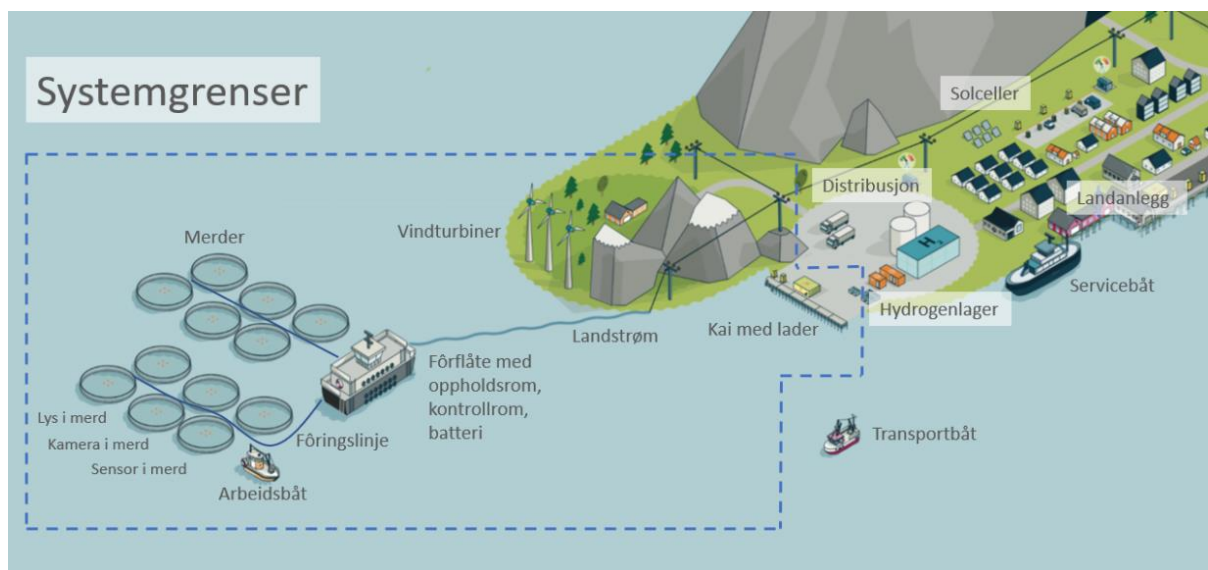 Systemgrenser
Solceller
Distribusjon
Landanlegg
Merder
Vindturbiner
Servicebåt
H₂
Hydrogenlager
Landstrøm
Kai med lader
Fôrflåte med
oppholdsrom,
kontrollrom,
batteri
Lys i merd
Kamera i merd
Sensor i merd
Fôringslinje
Arbeidsbåt
Transportbåt